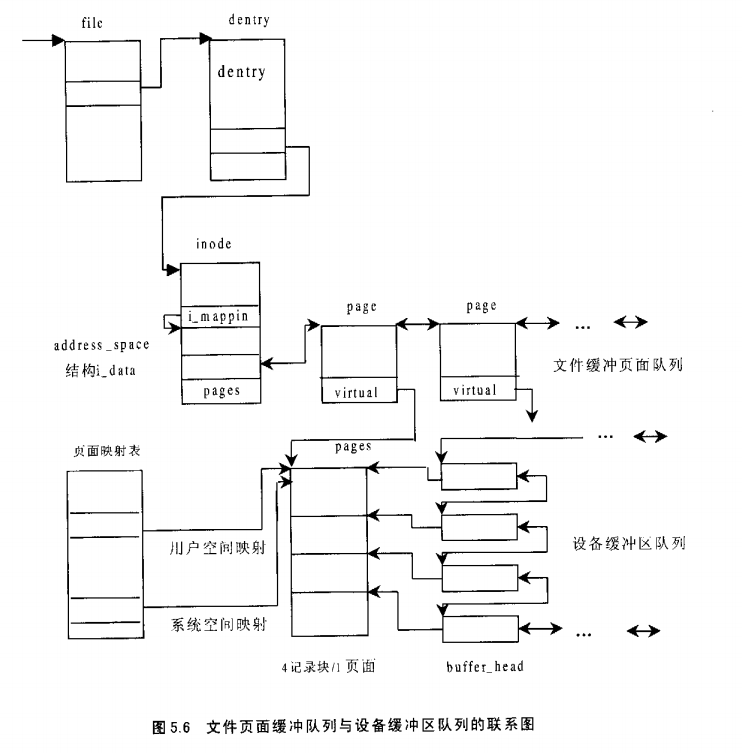 file
dentry
dentry
inode
i_mappin
address_space
结构i_data
pages
page
page
virtual
virtual
...
文件缓冲页面队列
...
页面映射表
pages
用户空间映射
系统空间映射
设备缓冲区队列
...
4记录块/1页面
buffer_head
图 5.6 文件页面缓冲队列与设备缓冲区队列的联系图